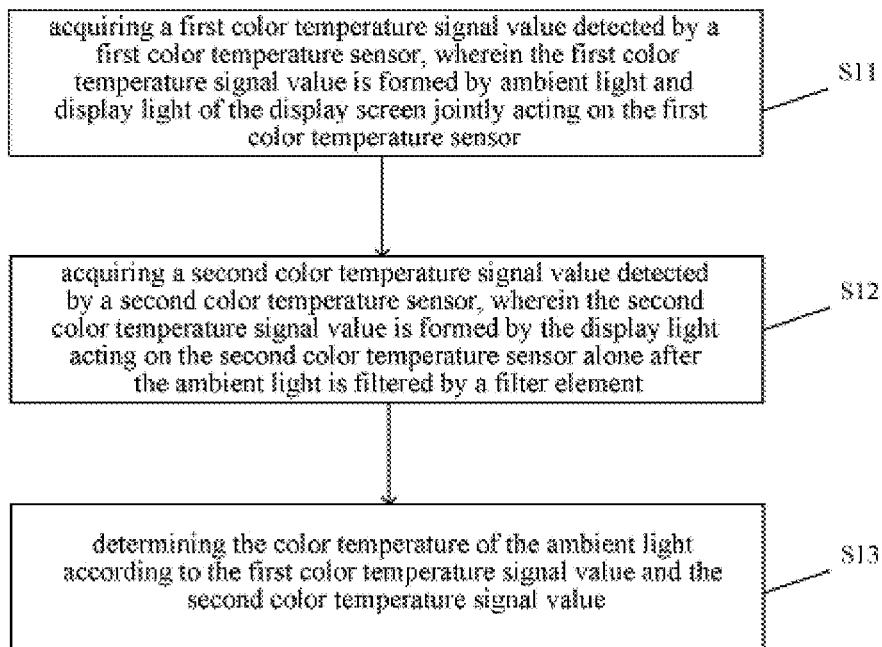 acquiring a first color temperature signal value detected by a
first color temperature sensor, wherein the first color
temperature signal value is formed by ambient light and
display light of the display screen jointly acting on the first
color temperature sensor
S11
acquiring a second color temperature signal value detected
by a second color temperature sensor, wherein the second
color temperature signal value is formed by the display light
acting on the second color temperature sensor alone after
the ambient light is filtered by a filter element
S12
determining the color temperature of the ambient light
according to the first color temperature signal value and the
second color temperature signal value
S13